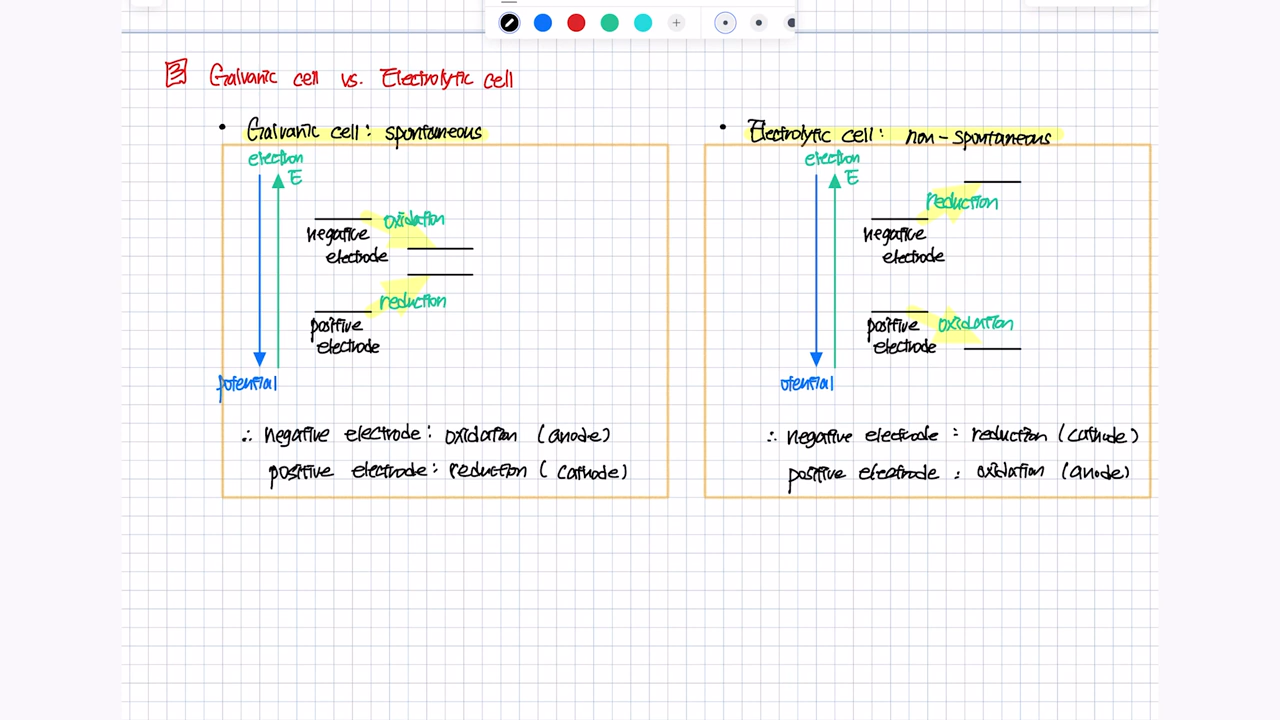 3 Galvanic cell vs. Electrolytic cell
• Galvanic cell: spontaneous
electron
E
oxidation
negative
electrode
reduction
positive
electrode
potential
∴ negative electrode: oxidation (anode)
positive electrode: reduction (cathode)
• Electrolytic cell: non-spontaneous
electron
E
reduction
negative
electrode
positive
oxidation
electrode
otential
∴ negative electrode: reduction (cathode)
positive electrode: oxidation (anode)